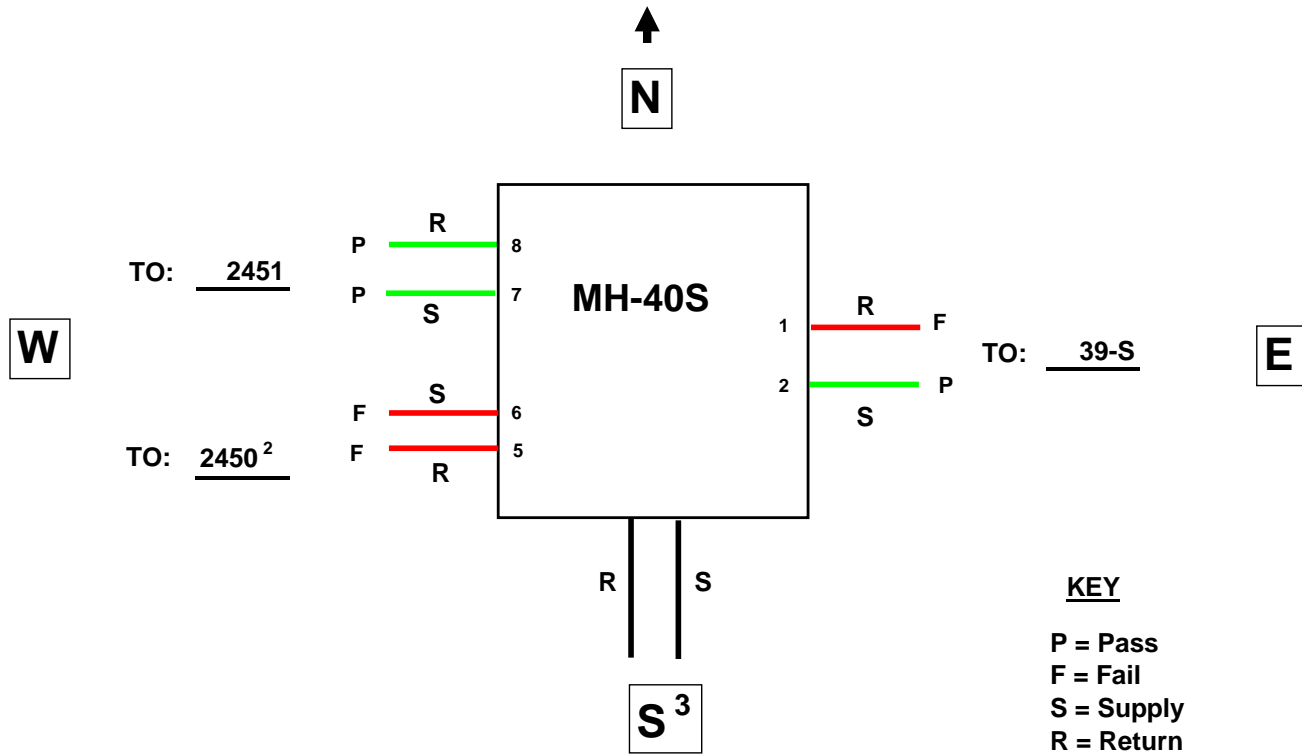 N
R
P
8
TO: 2451
P
7
S
MH-40S
R
1
F
W
TO: 39-S
E
2
P
S
S
F
6
TO: 2450 ²
F
5
R
R
S
S ³
KEY
P = Pass
F = Fail
S = Supply
R = Return